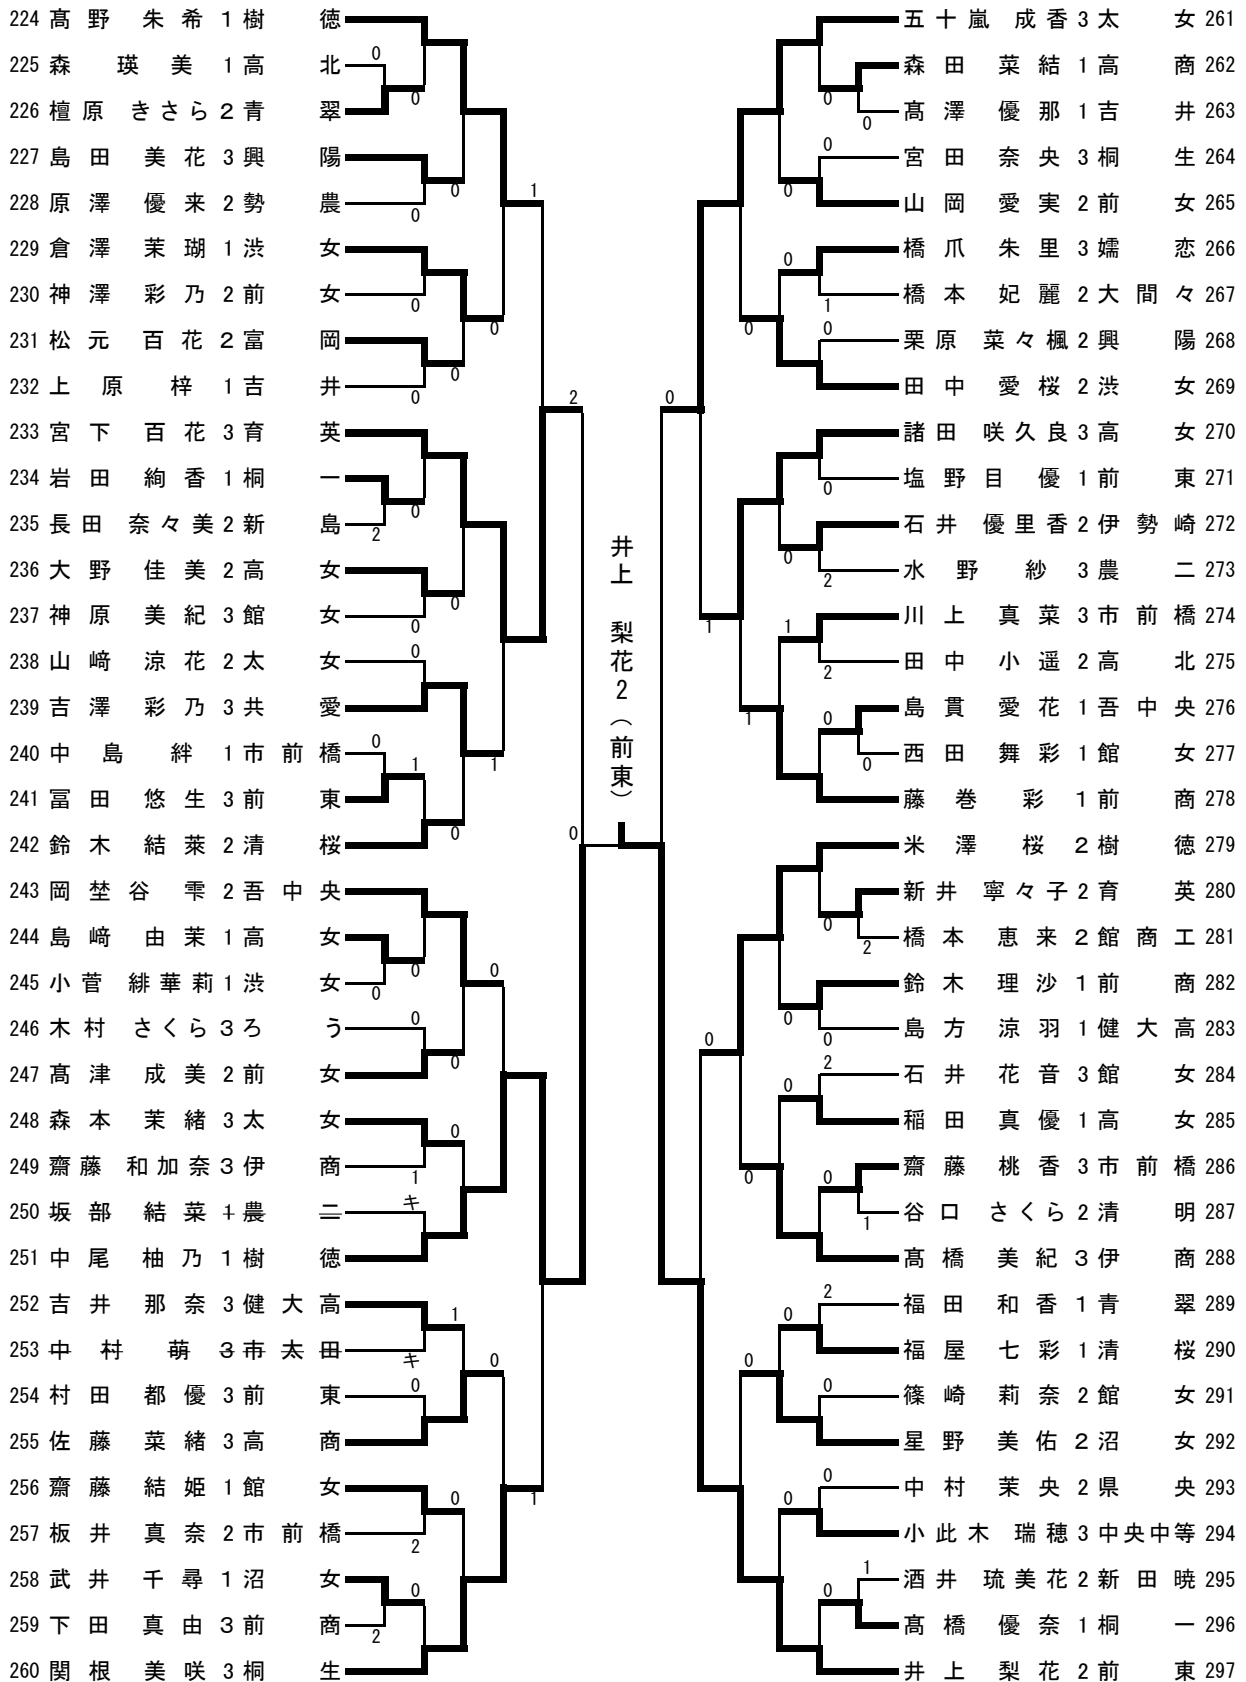 224 髙野 朱希 1 樹徳
225 森 瑛美 1 高北
226 檀原 きさら 2 青翠
227 島田 美花 3 興陽
228 原澤 優来 2 勢農
229 倉澤 茉瑚 1 渋女
230 神澤 彩乃 2 前女
231 松元 百花 2 富岡
232 上原 梓 1 吉井
233 宮下 百花 3 育英
234 岩田 絢香 1 桐一
235 長田 奈々美 2 新島
236 大野 佳美 2 高女
237 神原 美紀 3 館女
238 山﨑 涼花 2 太女
239 吉澤 彩乃 3 共愛
240 中島 絆 1 市前橋
241 冨田 悠生 3 前東
242 鈴木 結萊 2 清桜
243 岡埜谷 雫 2 吾中央
244 島﨑 由茉 1 高女
245 小菅 緋華莉 1 渋女
246 木村 さくら 3 ろう
247 髙津 成美 2 前女
248 森本 茉緒 3 太女
249 齋藤 和加奈 3 伊商
250 坂部 結菜 1 農二
251 中尾 柚乃 1 樹徳
252 吉井 那奈 3 健大高
253 中村 萌 3 市太田
254 村田 都優 3 前東
255 佐藤 菜緒 3 高商
256 齋藤 結姫 1 館女
257 板井 真奈 2 市前橋
258 武井 千尋 1 沼女
259 下田 真由 3 前商
260 関根 美咲 3 桐生
井上 梨花2（前東）
五十嵐 成香 3 太女 261
森田 菜結 1 高商 262
髙澤 優那 1 吉井 263
宮田 奈央 3 桐生 264
山岡 愛実 2 前女 265
橋爪 朱里 3 嬬恋 266
橋本 妃麗 2 大間々 267
栗原 菜々楓 2 興陽 268
田中 愛桜 2 渋女 269
諸田 咲久良 3 高女 270
塩野目 優 1 前東 271
石井 優里香 2 伊勢崎 272
水野 紗 3 農二 273
川上 真菜 3 市前橋 274
田中 小遥 2 高北 275
島貫 愛花 1 吾中央 276
西田 舞彩 1 館女 277
藤巻 彩 1 前商 278
米澤 桜 2 樹徳 279
新井 寧々子 2 育英 280
橋本 恵来 2 館商工 281
鈴木 理沙 1 前商 282
島方 涼羽 1 健大高 283
石井 花音 3 館女 284
稲田 真優 1 高女 285
齋藤 桃香 3 市前橋 286
谷口 さくら 2 清明 287
髙橋 美紀 3 伊商 288
福田 和香 1 青翠 289
福屋 七彩 1 清桜 290
篠崎 莉奈 2 館女 291
星野 美佑 2 沼女 292
中村 茉央 2 県央 293
小此木 瑞穂 3 中央中等 294
酒井 琉美花 2 新田暁 295
髙橋 優奈 1 桐一 296
井上 梨花 2 前東 297